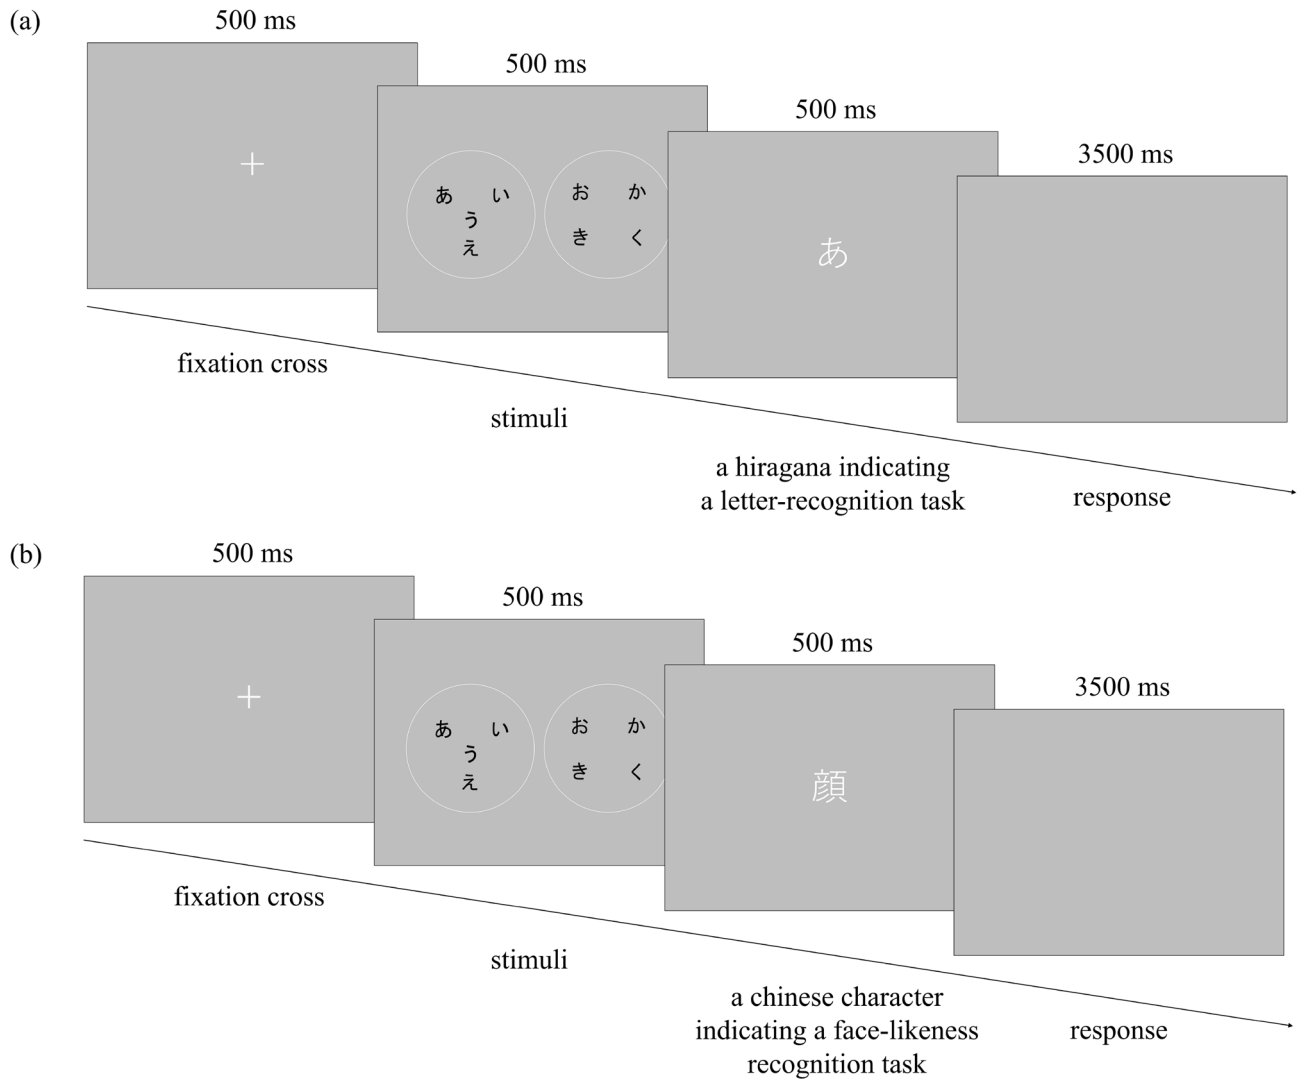 (a)
500 ms
500 ms
500 ms
3500 ms
あ い
う
え
お か
き く
あ
fixation cross
stimuli
a hiragana indicating
a letter-recognition task
response
(b)
500 ms
500 ms
500 ms
3500 ms
あ い
う
え
お か
き く
顔
fixation cross
stimuli
a chinese character
indicating a face-likeness
recognition task
response